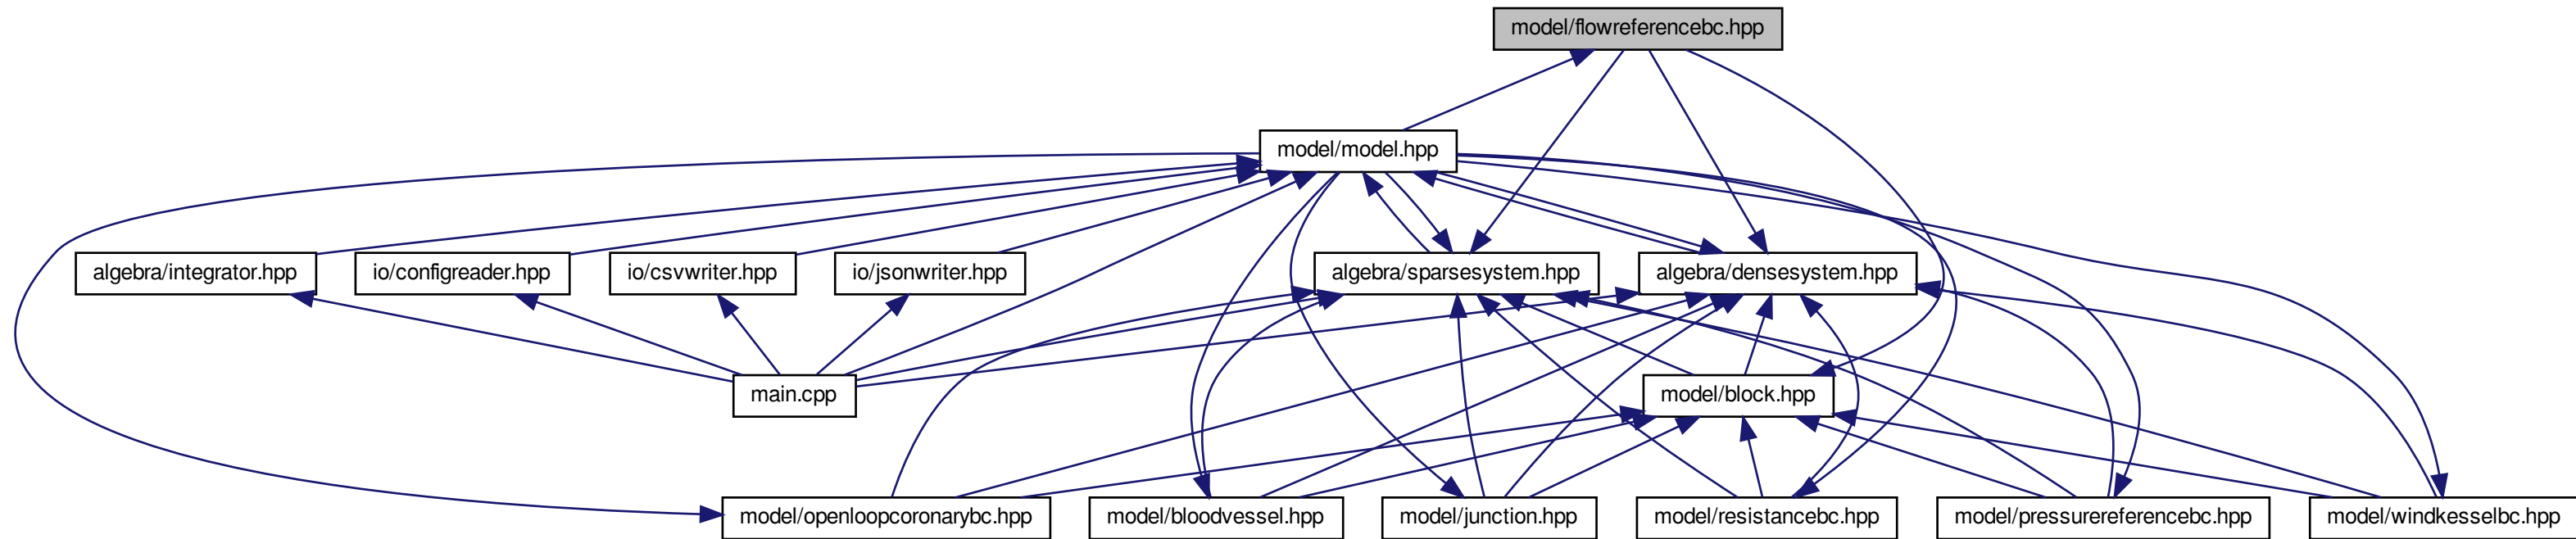 model/flowreferencebc.hpp
model/model.hpp
algebra/integrator.hpp
io/configreader.hpp
io/csvwriter.hpp
io/jsonwriter.hpp
algebra/sparsesystem.hpp
algebra/densesystem.hpp
main.cpp
model/block.hpp
model/openloopcoronarybc.hpp
model/bloodvessel.hpp
model/junction.hpp
model/resistancebc.hpp
model/pressurereferencebc.hpp
model/windkesselbc.hpp